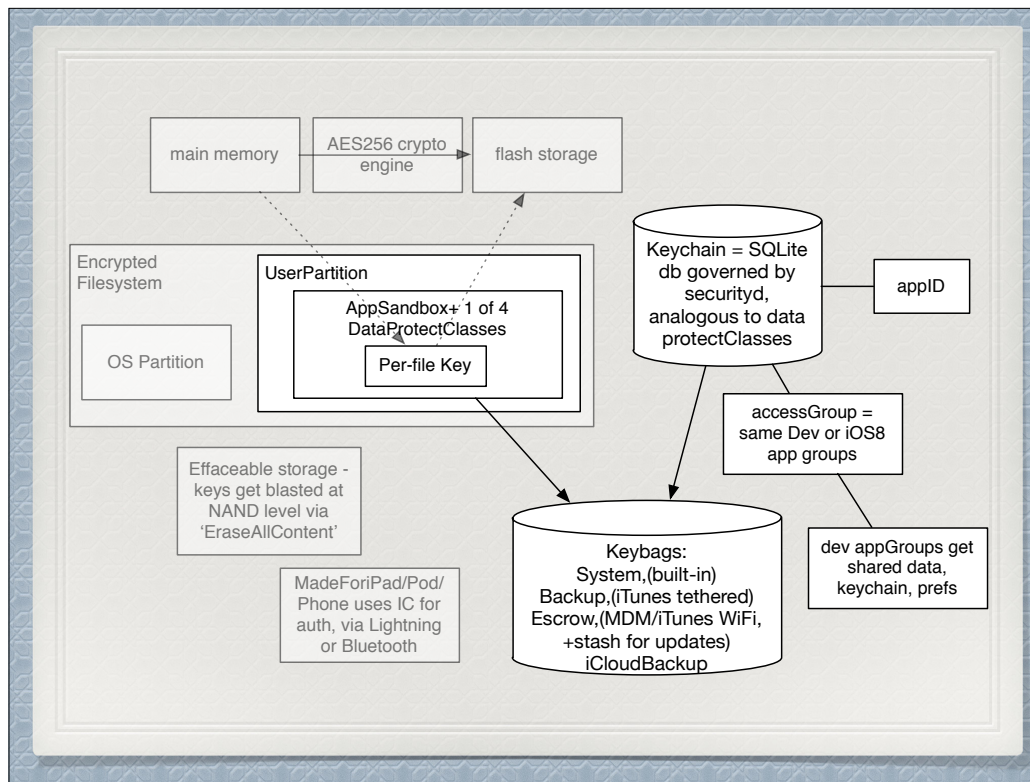 main memory
AES256 crypto
engine
flash storage
Keychain = SQLite
db governed by
securityd,
analogous to data
protectClasses
appID
Encrypted
Filesystem
UserPartition
AppSandbox+ 1 of 4
DataProtectClasses
Per-file Key
OS Partition
accessGroup =
same Dev or iOS8
app groups
Effaceable storage -
keys get blasted at
NAND level via
‘EraseAllContent’
Keybags:
System,(built-in)
Backup,(iTunes tethered)
Escrow,(MDM/iTunes WiFi,
+stash for updates)
iCloudBackup
dev appGroups get
shared data,
keychain, prefs
MadeForiPad/Pod/
Phone uses IC for
auth, via Lightning
or Bluetooth